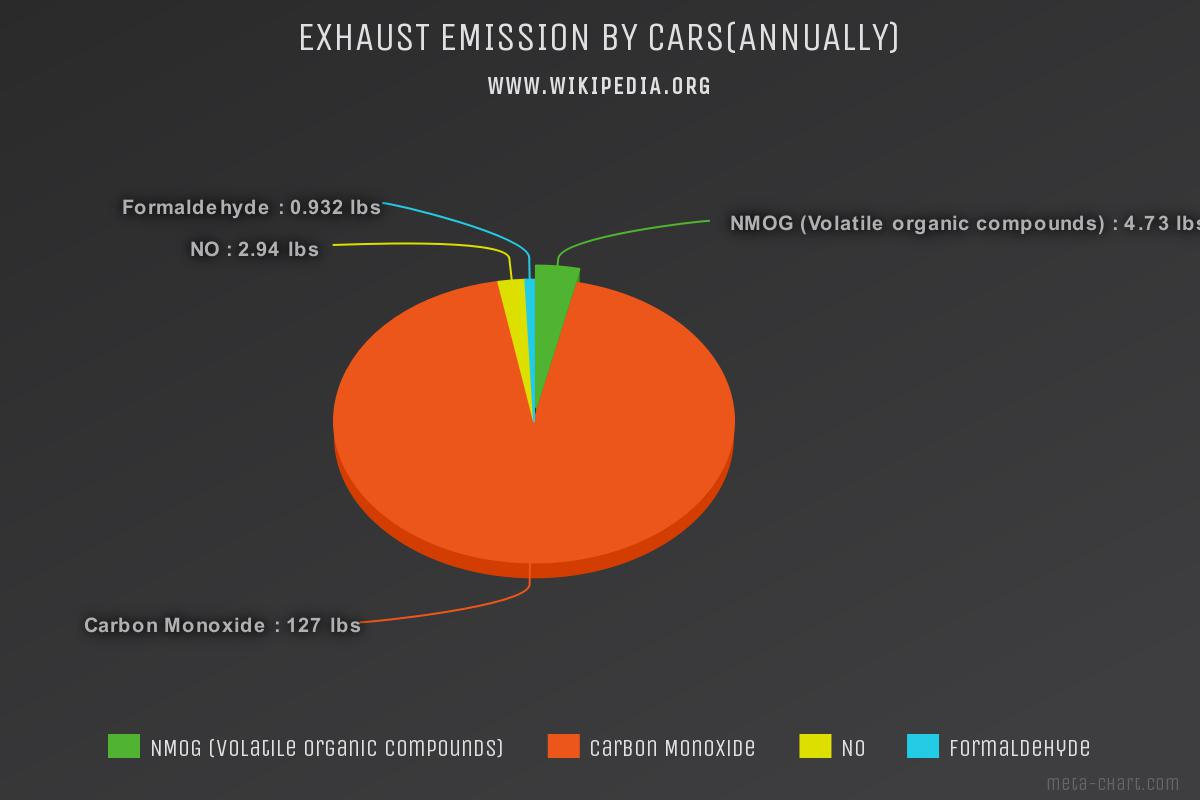 EXHAUST EMISSION BY CARS(ANNUALLY)
WWW.WIKIPEDIA.ORG
Formaldehyde : 0.932 lbs
NMOG (Volatile organic compounds) : 4.73 lbs
NO : 2.94 lbs
Carbon Monoxide : 127 lbs
NMOG (Volatile organic compounds)
Carbon Monoxide
NO
Formaldehyde
meta-chart.com